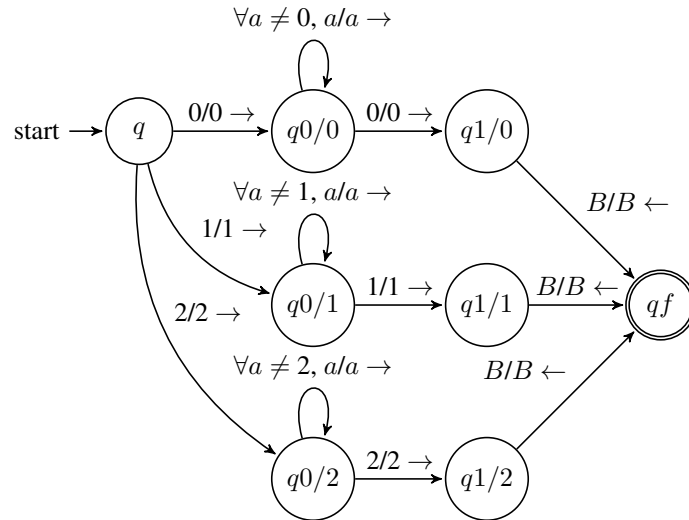 ∀a ≠ 0, a/a →
start q 0/0 → q0/0 0/0 → q1/0
B/B ←
∀a ≠ 1, a/a →
1/1 →
q0/1 1/1 → q1/1 B/B ← qf
2/2 →
∀a ≠ 2, a/a →
B/B ←
q0/2 2/2 → q1/2